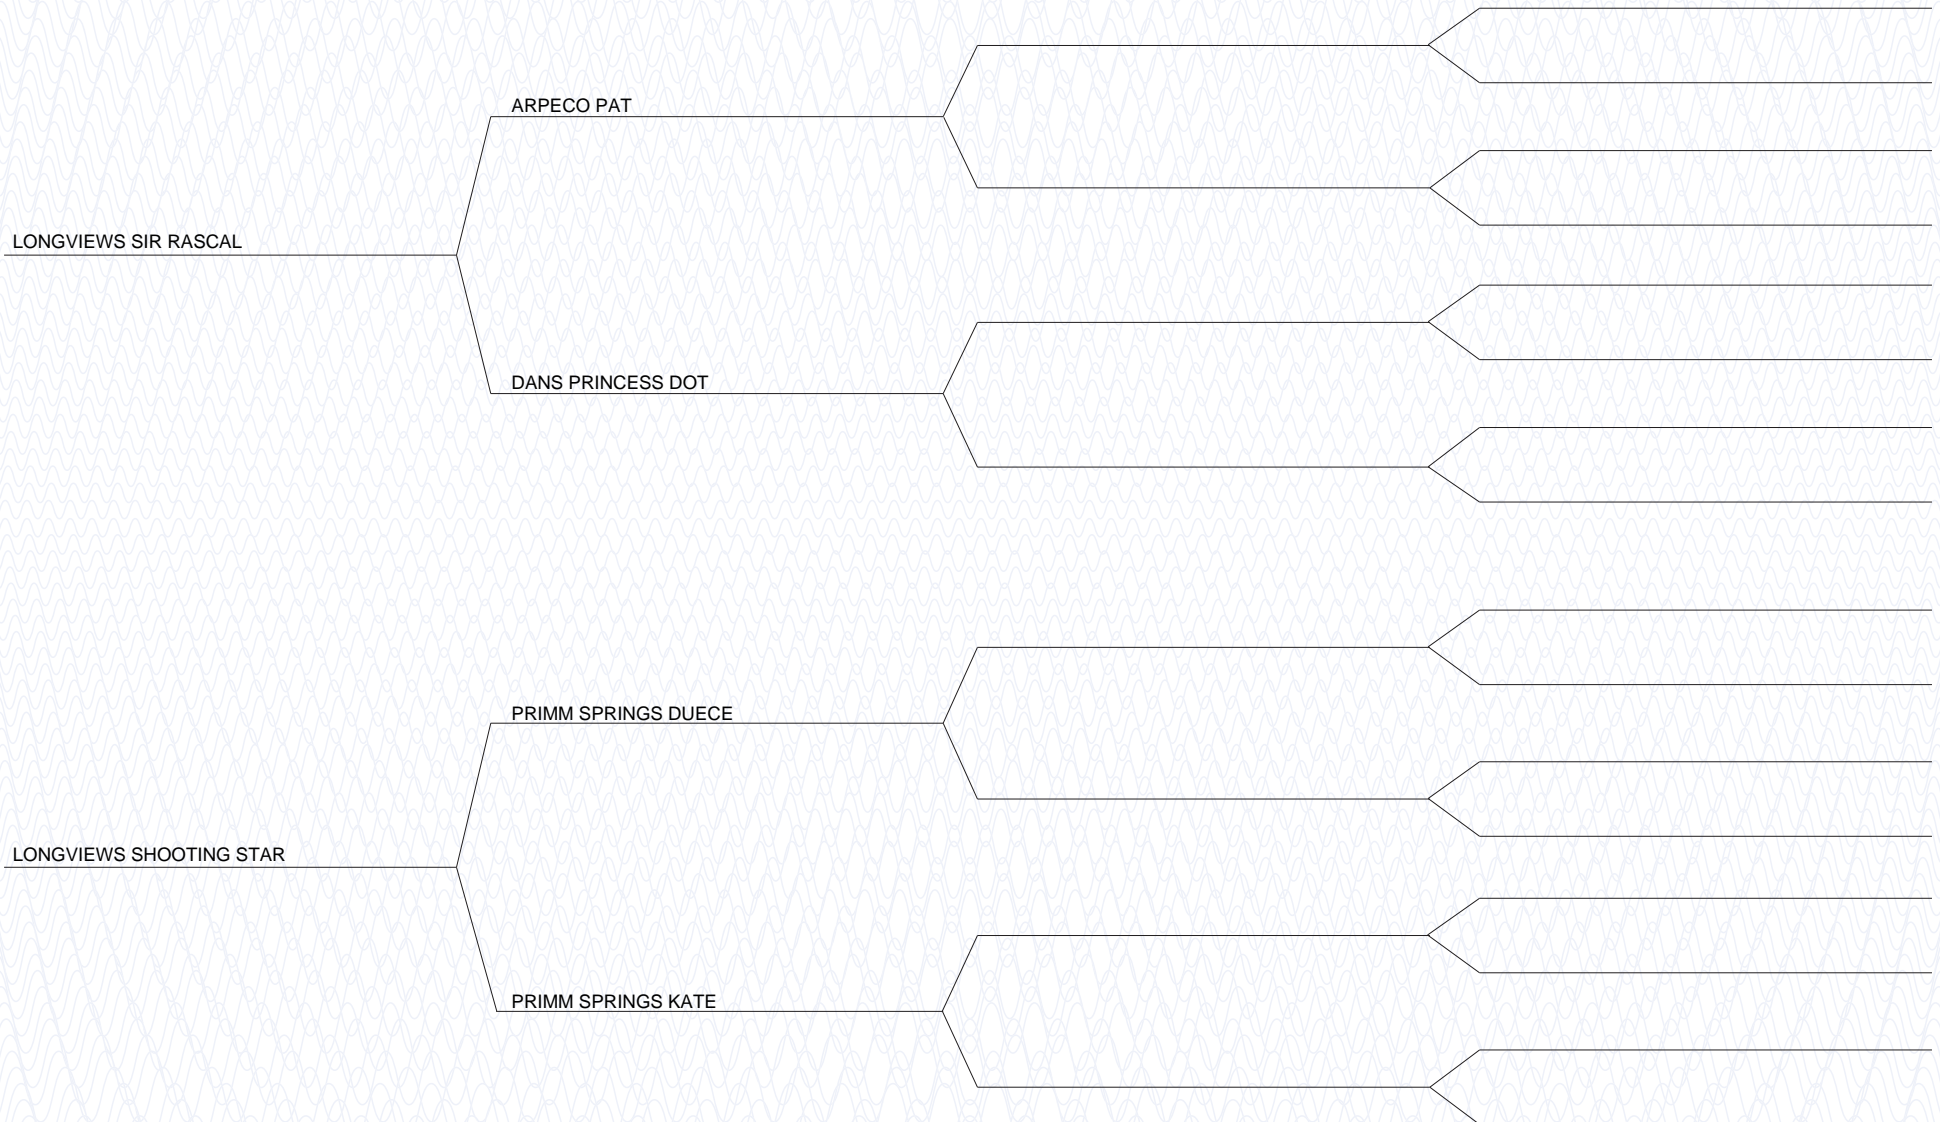 ARPECO PAT
LONGVIEWS SIR RASCAL
DANS PRINCESS DOT
PRIMM SPRINGS DUECE
LONGVIEWS SHOOTING STAR
PRIMM SPRINGS KATE